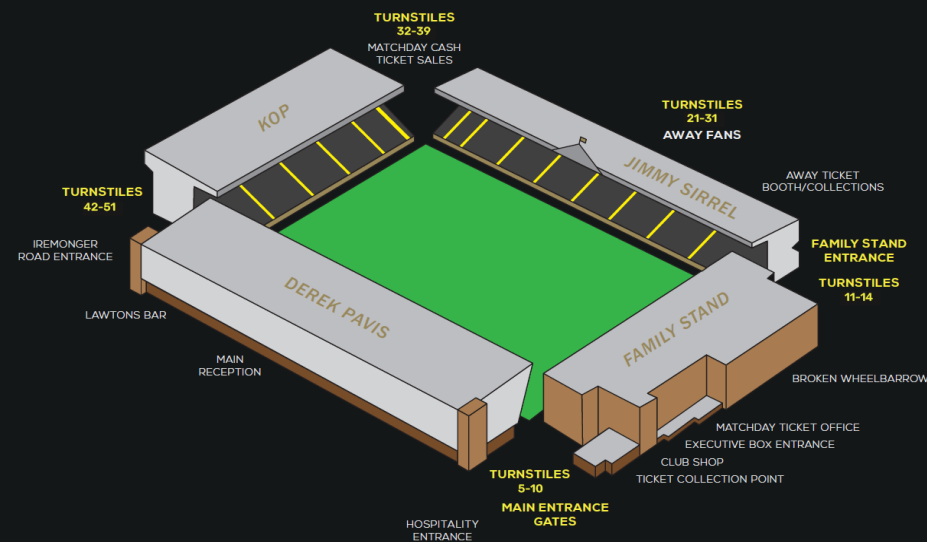 TURNSTILES
32-39
MATCHDAY CASH
TICKET SALES
KOP
TURNSTILES
21-31
AWAY FANS
JIMMY SIRREL
AWAY TICKET
BOOTH/COLLECTIONS
TURNSTILES
42-51
IREMONGER
ROAD ENTRANCE
FAMILY STAND
ENTRANCE
TURNSTILES
11-14
DEREK PAVIS
FAMILY STAND
LAWTONS BAR
MAIN
RECEPTION
BROKEN WHEELBARROW
MATCHDAY TICKET OFFICE
EXECUTIVE BOX ENTRANCE
CLUB SHOP
TICKET COLLECTION POINT
TURNSTILES
5-10
MAIN ENTRANCE
GATES
HOSPITALITY
ENTRANCE